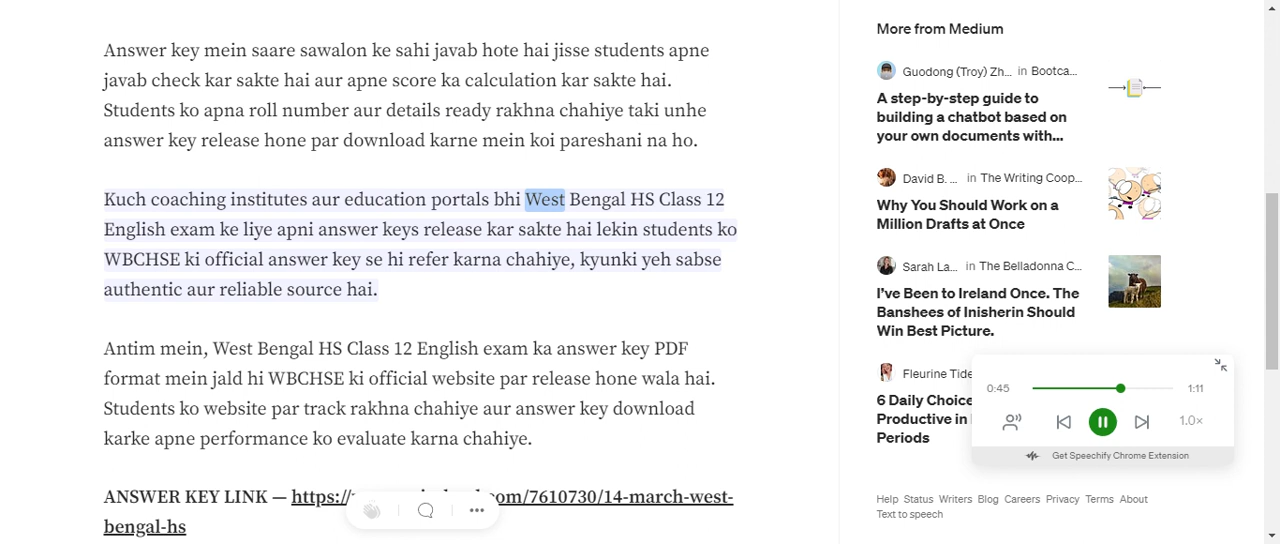 Answer key mein saare sawalon ke sahi javab hote hai jisse students apne
javab check kar sakte hai aur apne score ka calculation kar sakte hai.
Students ko apna roll number aur details ready rakhna chahiye taki unhe
answer key release hone par download karne mein koi pareshani na ho.
Kuch coaching institutes aur education portals bhi West Bengal HS Class 12
English exam ke liye apni answer keys release kar sakte hai lekin students ko
WBCHSE ki official answer key se hi refer karna chahiye, kyunki yeh sabse
authentic aur reliable source hai.
Antim mein, West Bengal HS Class 12 English exam ka answer key PDF
format mein jald hi WBCHSE ki official website par release hone wala hai.
Students ko website par track rakhna chahiye aur answer key download
karke apne performance ko evaluate karna chahiye.
ANSWER KEY LINK — https:/ om/7610730/14-march-west-
bengal-hs
More from Medium
Guodong (Troy) Zh... in Bootca...
A step-by-step guide to
building a chatbot based on
your own documents with...
David B. ... in The Writing Coop...
Why You Should Work on a
Million Drafts at Once
Sarah La... in The Belladonna C...
I've Been to Ireland Once. The
Banshees of Inisherin Should
Win Best Picture.
Fleurine Tide
6 Daily Choice
Productive in
Periods
0:45 1:11
1.0×
Get Speechify Chrome Extension
Help Status Writers Blog Careers Privacy Terms About
Text to speech